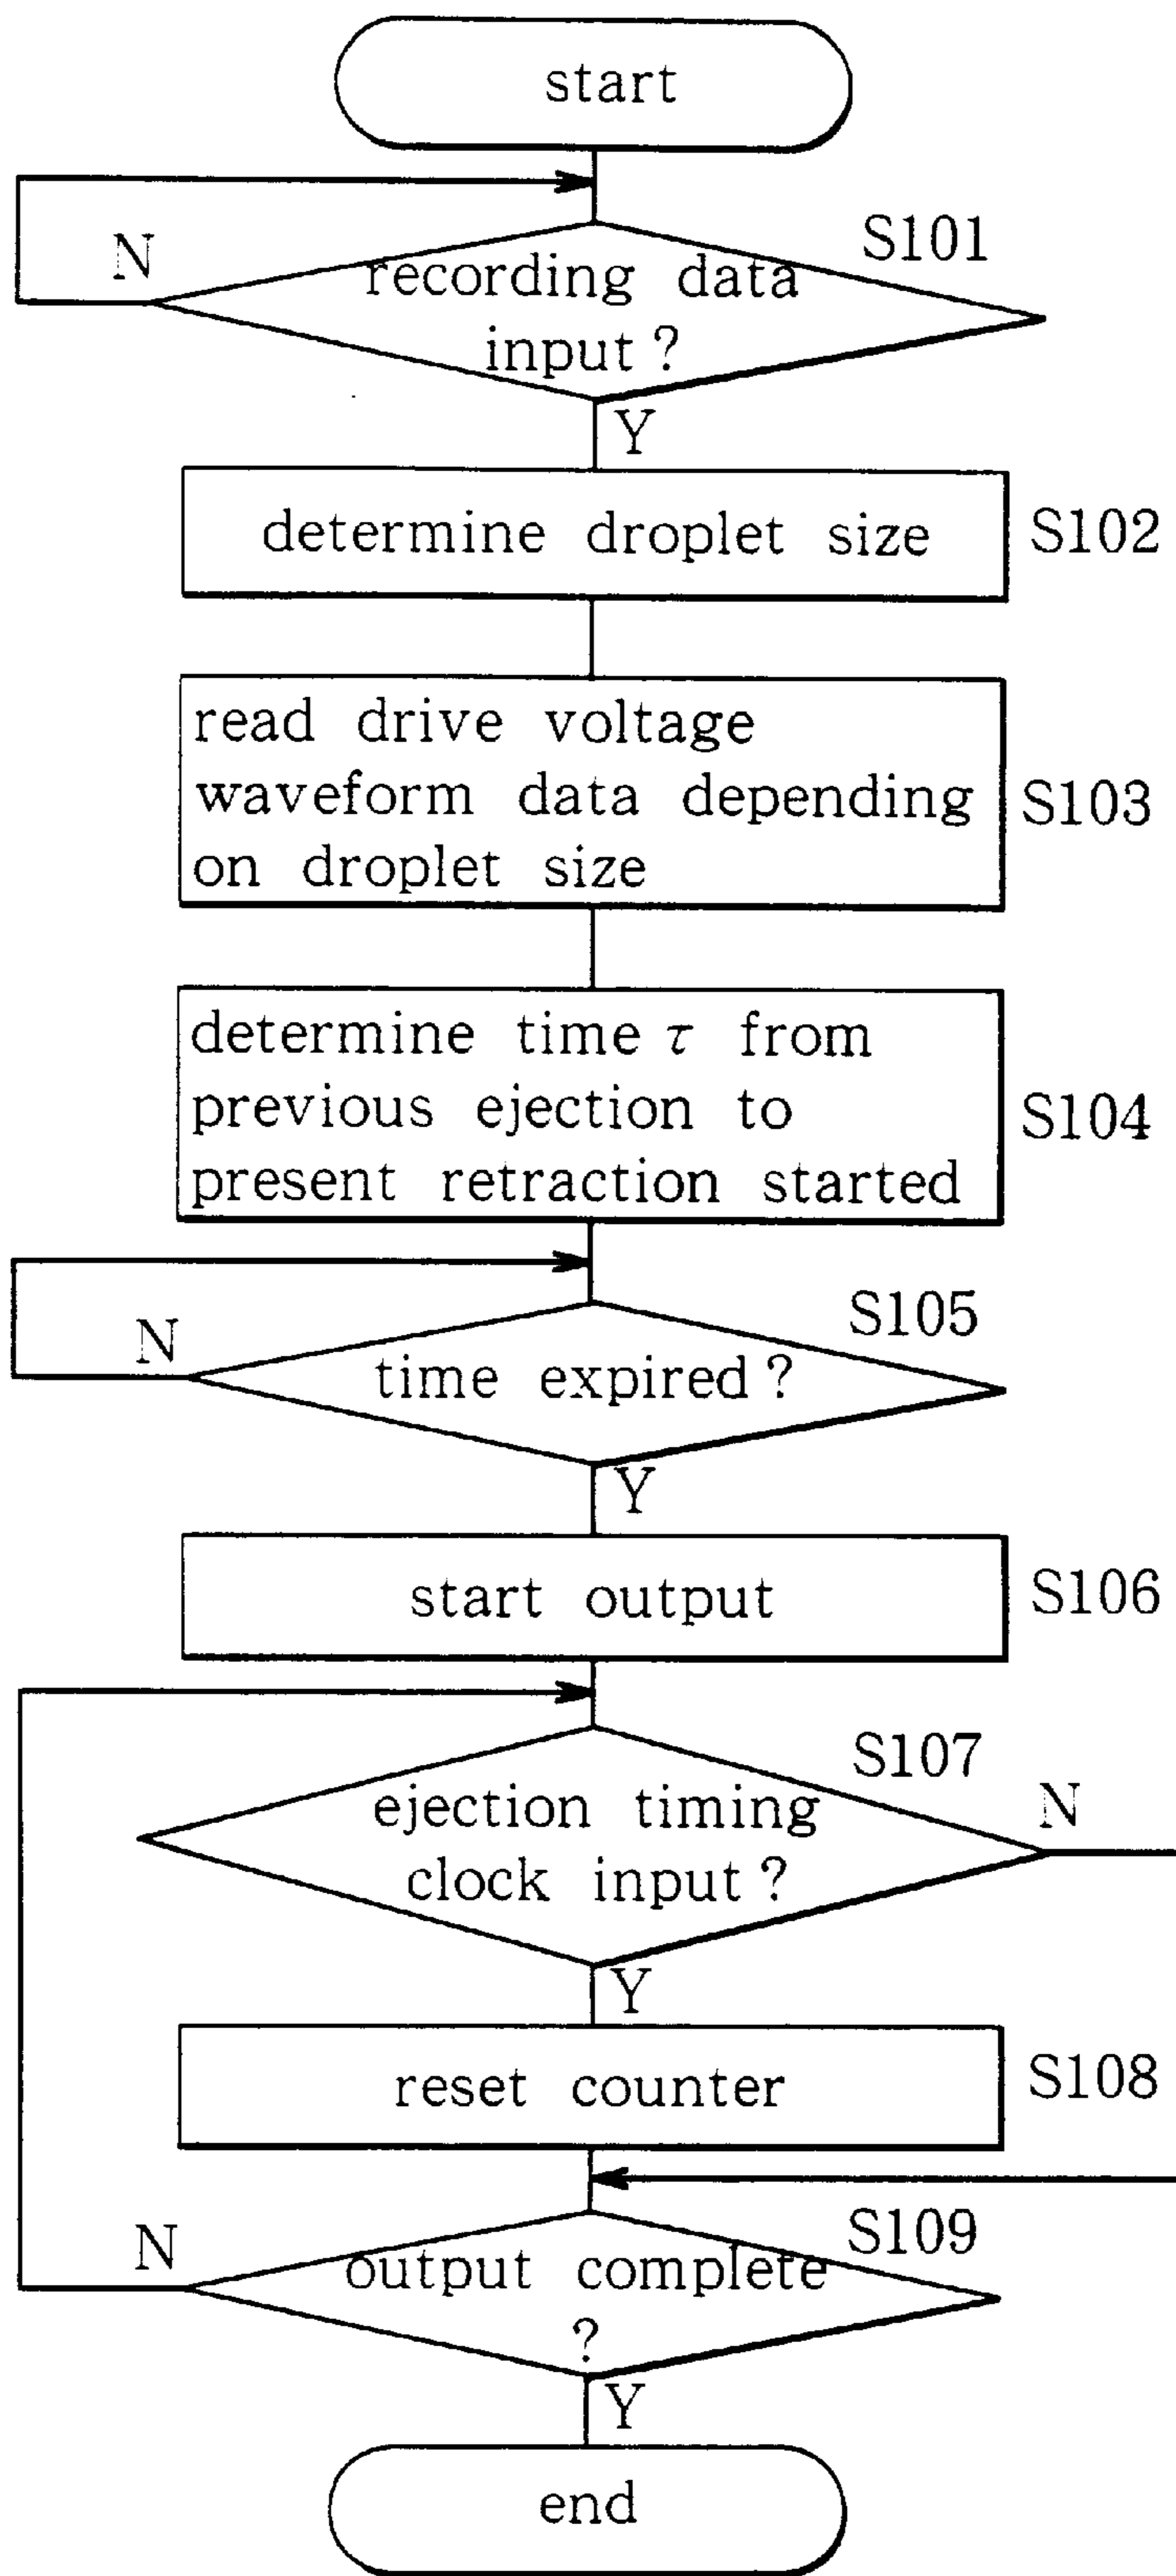 start
N
S101
recording data
input ?
Y
determine droplet size
S102
read drive voltage
waveform data depending
on droplet size
S103
determine time τ from
previous ejection to
present retraction started
S104
N
S105
time expired ?
Y
start output
S106
S107
ejection timing
clock input ?
N
Y
reset counter
S108
N
S109
output complete
?
Y
end